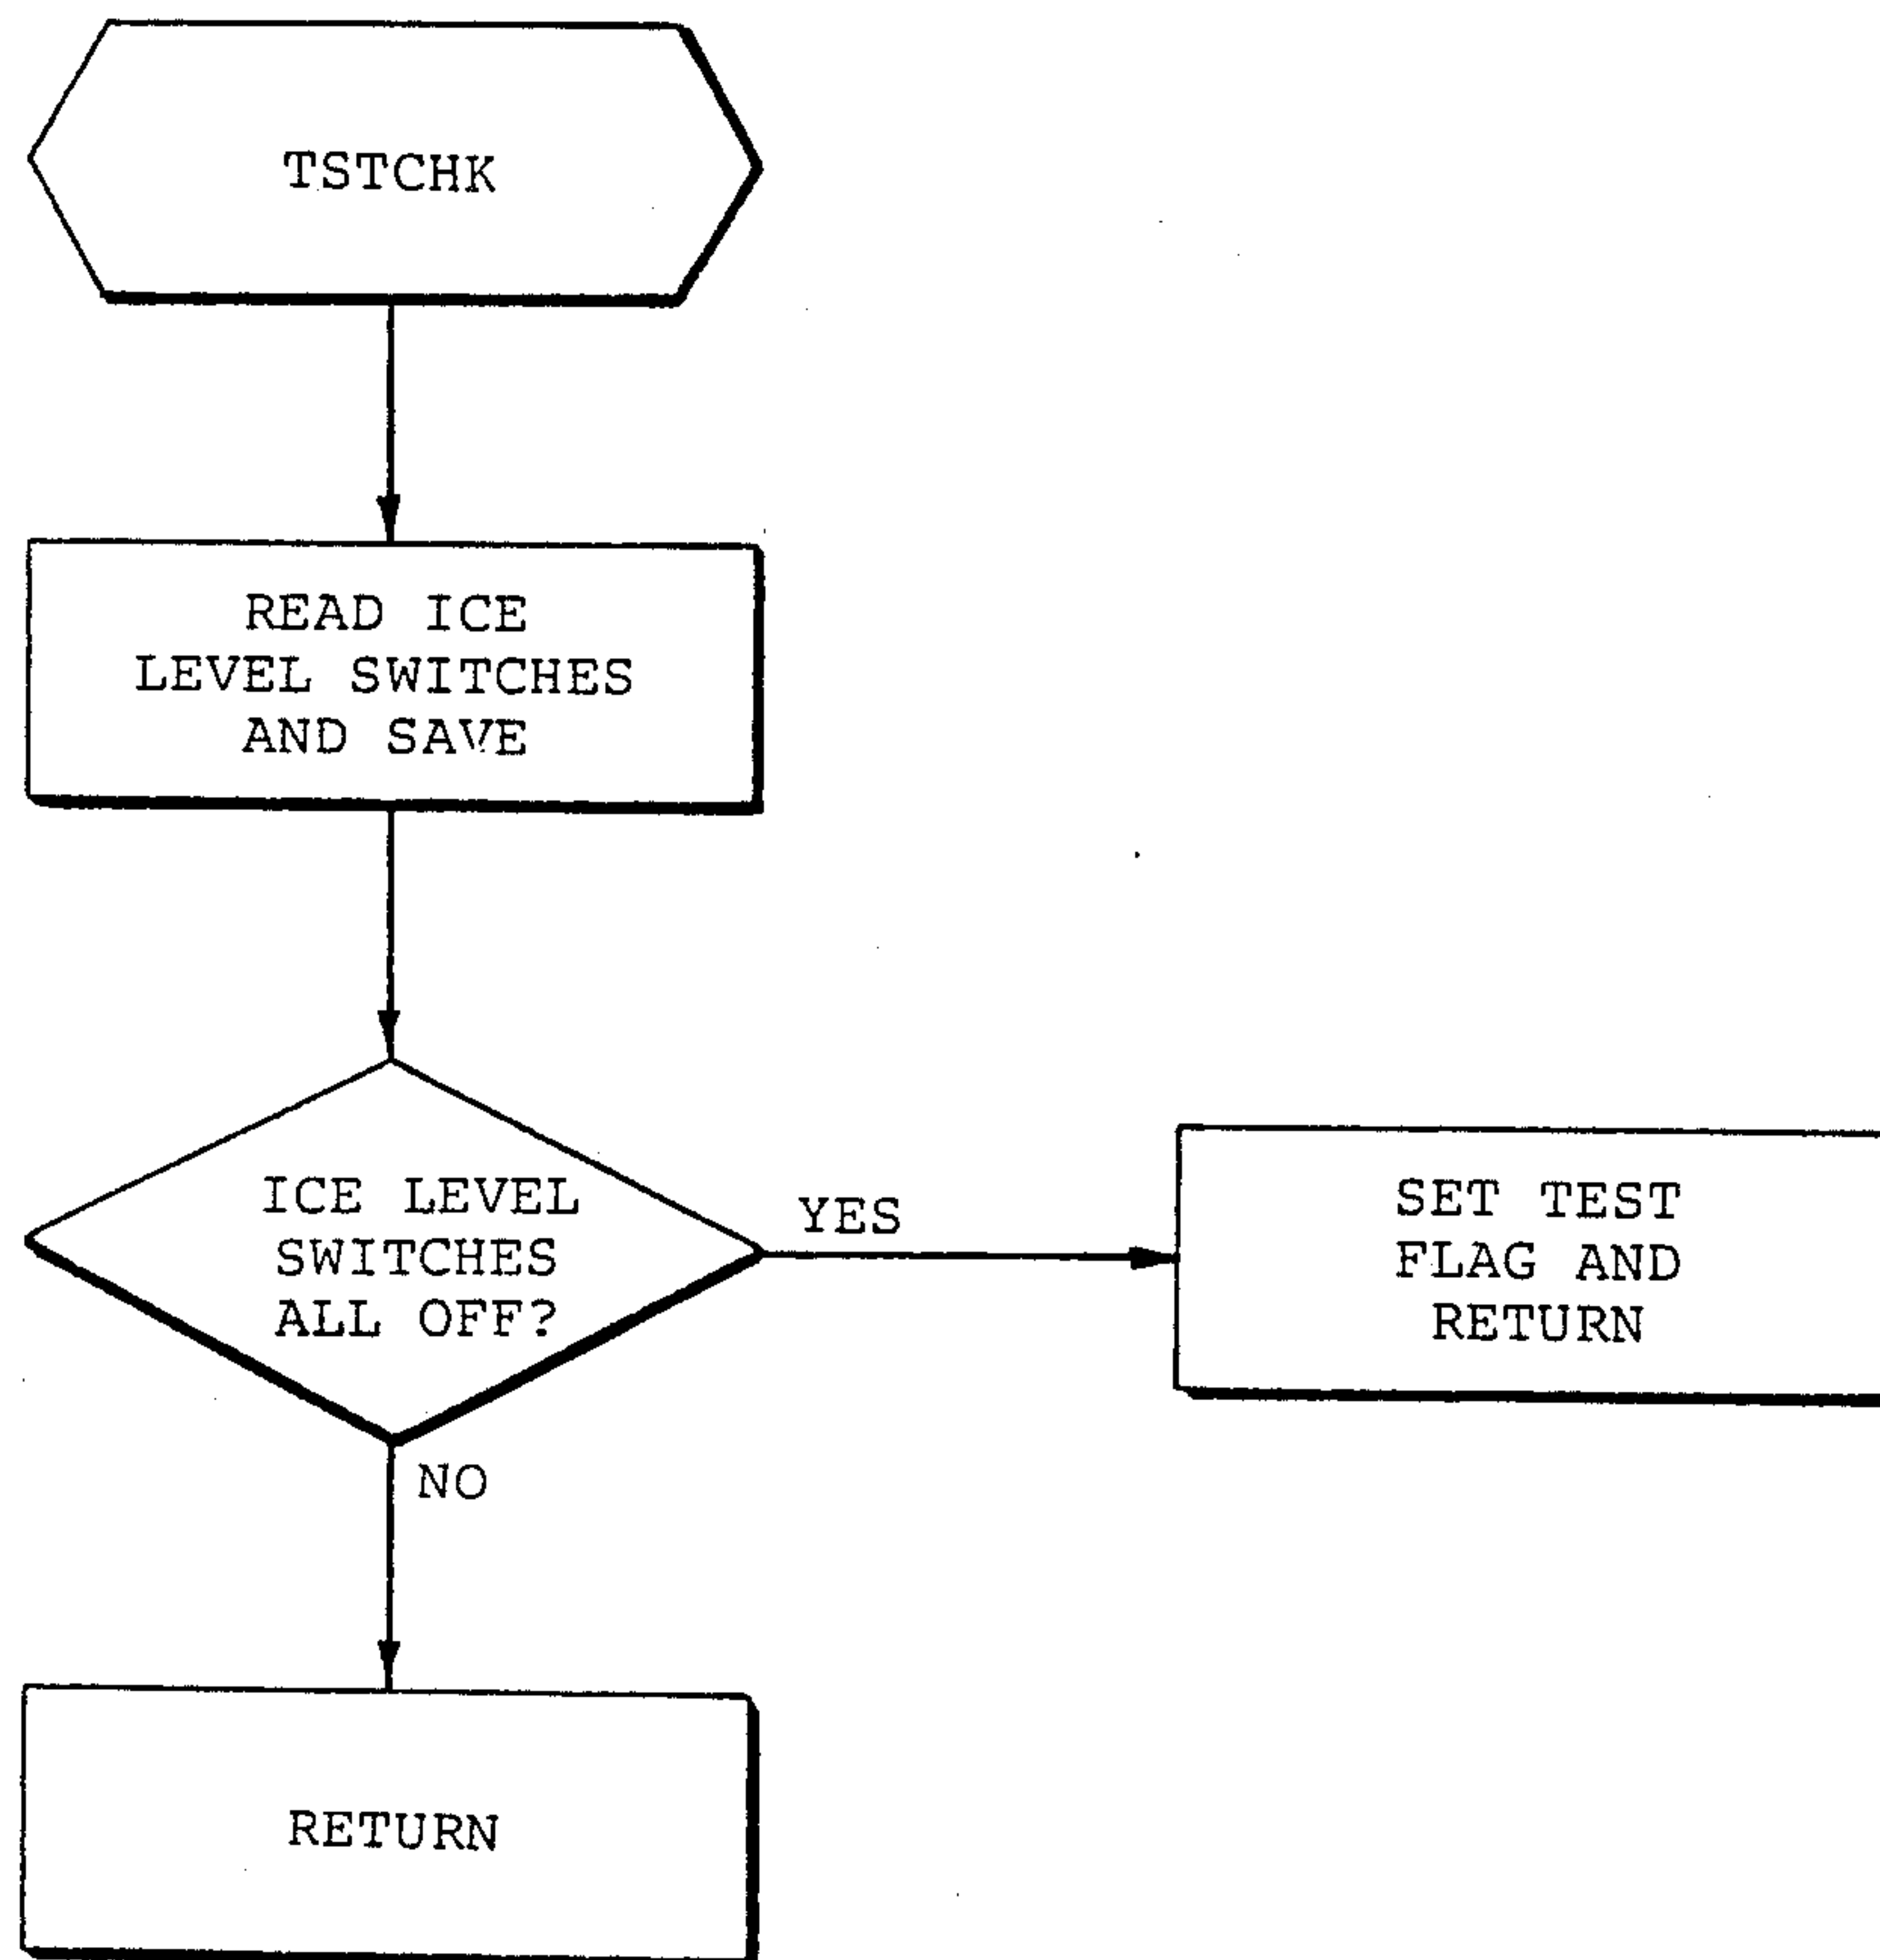 TSTCHK
READ ICE
LEVEL SWITCHES
AND SAVE
ICE LEVEL
SWITCHES
ALL OFF?
YES
SET TEST
FLAG AND
RETURN
NO
RETURN